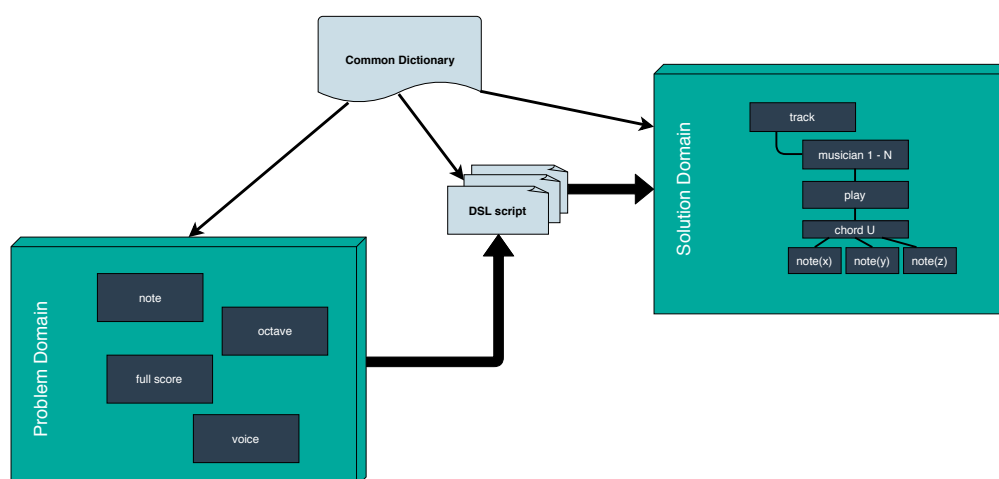 Common Dictionary
DSL script
Problem Domain
note
octave
full score
voice
Solution Domain
track
musician 1 - N
play
chord U
note(x) note(y) note(z)